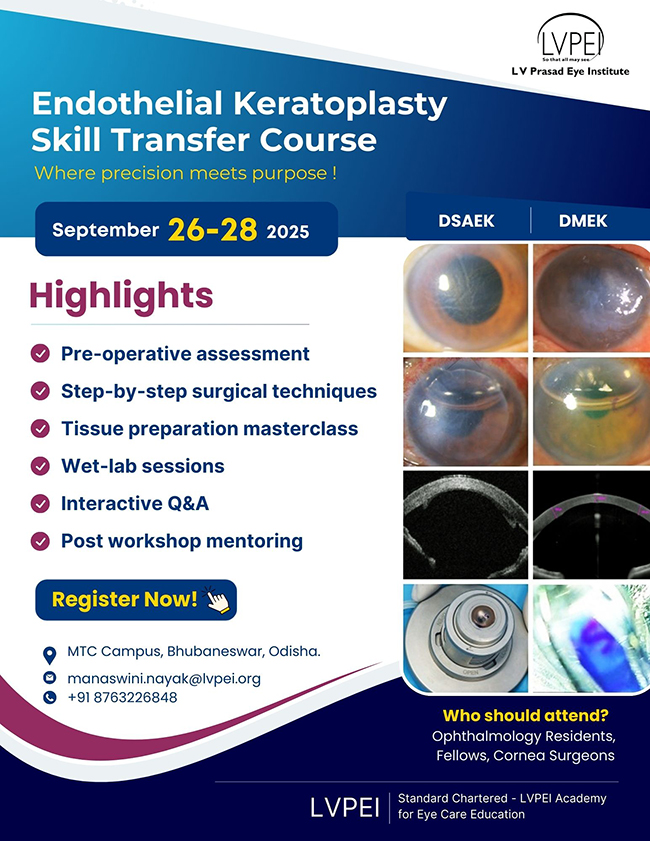 LVPEI
So that all may see.
L V Prasad Eye Institute
Endothelial Keratoplasty
Skill Transfer Course
Where precision meets purpose !
September 26-28 2025
DSAEK
DMEK
Highlights
Pre-operative assessment
Step-by-step surgical techniques
Tissue preparation masterclass
Wet-lab sessions
Interactive Q&A
Post workshop mentoring
Register Now!
MTC Campus, Bhubaneswar, Odisha.
manaswini.nayak@lvpei.org
+91 8763226848
Who should attend?
Ophthalmology Residents,
Fellows, Cornea Surgeons
LVPEI
Standard Chartered - LVPEI Academy
for Eye Care Education